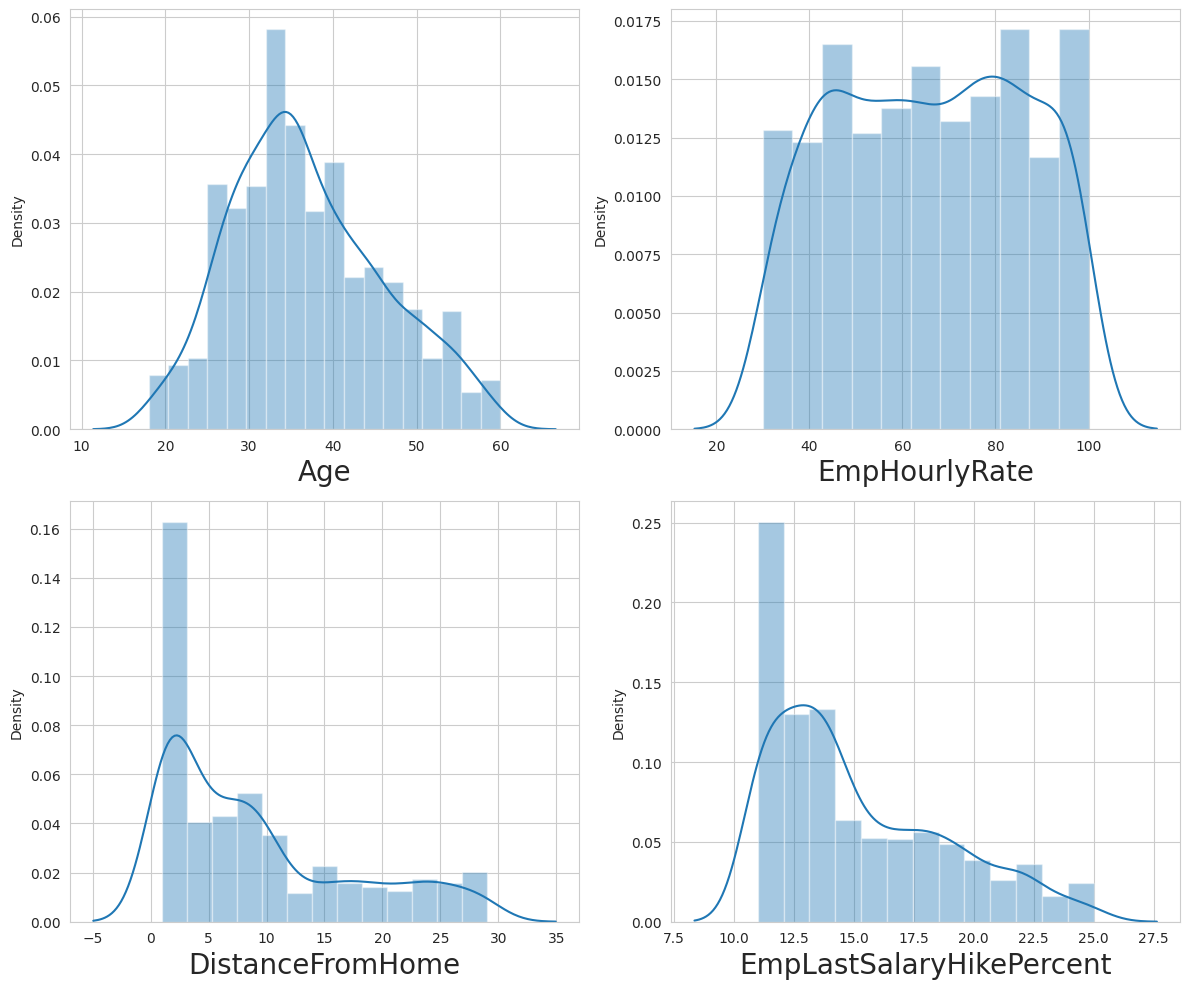 0.06
0.05
0.04
0.03
0.02
0.01
0.00
Density
10 20 30 40 50 60
Age
0.0175
0.0150
0.0125
0.0100
0.0075
0.0050
0.0025
0.0000
Density
20 40 60 80 100
EmpHourlyRate
0.16
0.14
0.12
0.10
0.08
0.06
0.04
0.02
0.00
Density
−5 0 5 10 15 20 25 30 35
DistanceFromHome
0.25
0.20
0.15
0.10
0.05
0.00
Density
7.5 10.0 12.5 15.0 17.5 20.0 22.5 25.0 27.5
EmpLastSalaryHikePercent